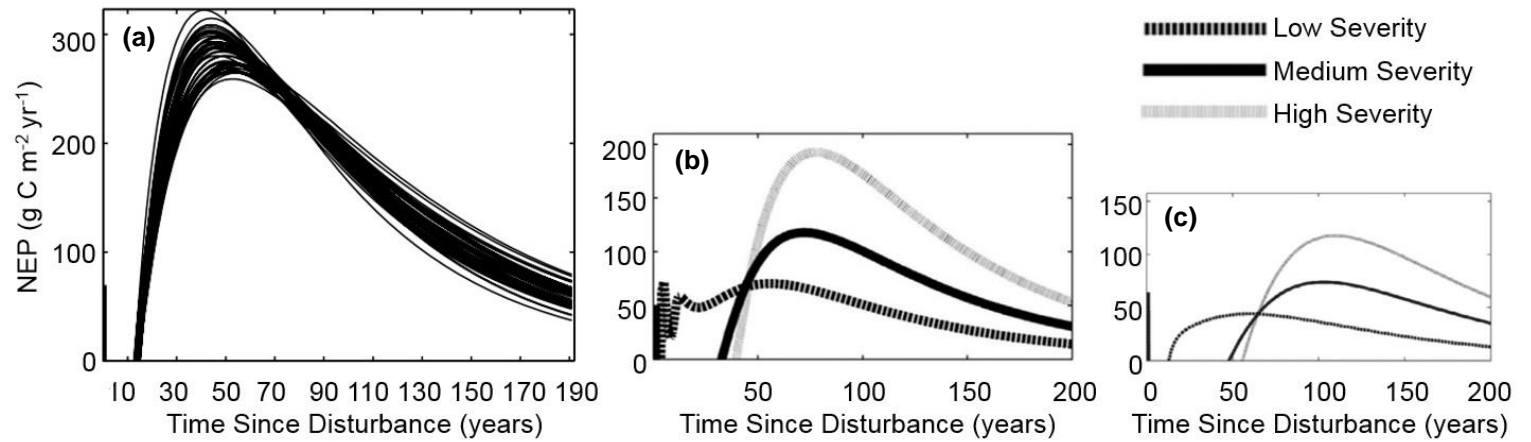 (a)
NEP (g C m⁻² yr⁻¹)
300
200
100
0
10 30 50 70 90 110 130 150 170 190
Time Since Disturbance (years)
(b)
200
150
100
50
0
50 100 150 200
Time Since Disturbance (years)
Low Severity
Medium Severity
High Severity
(c)
150
100
50
0
0 50 100 150 200
Time Since Disturbance (years)